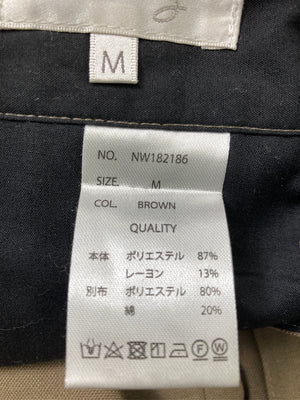 M
NO. NW182186
SIZE. M
COL. BROWN
QUALITY
本体 ポリエステル 87%
レーヨン 13%
別布 ポリエステル 80%
綿 20%
F W